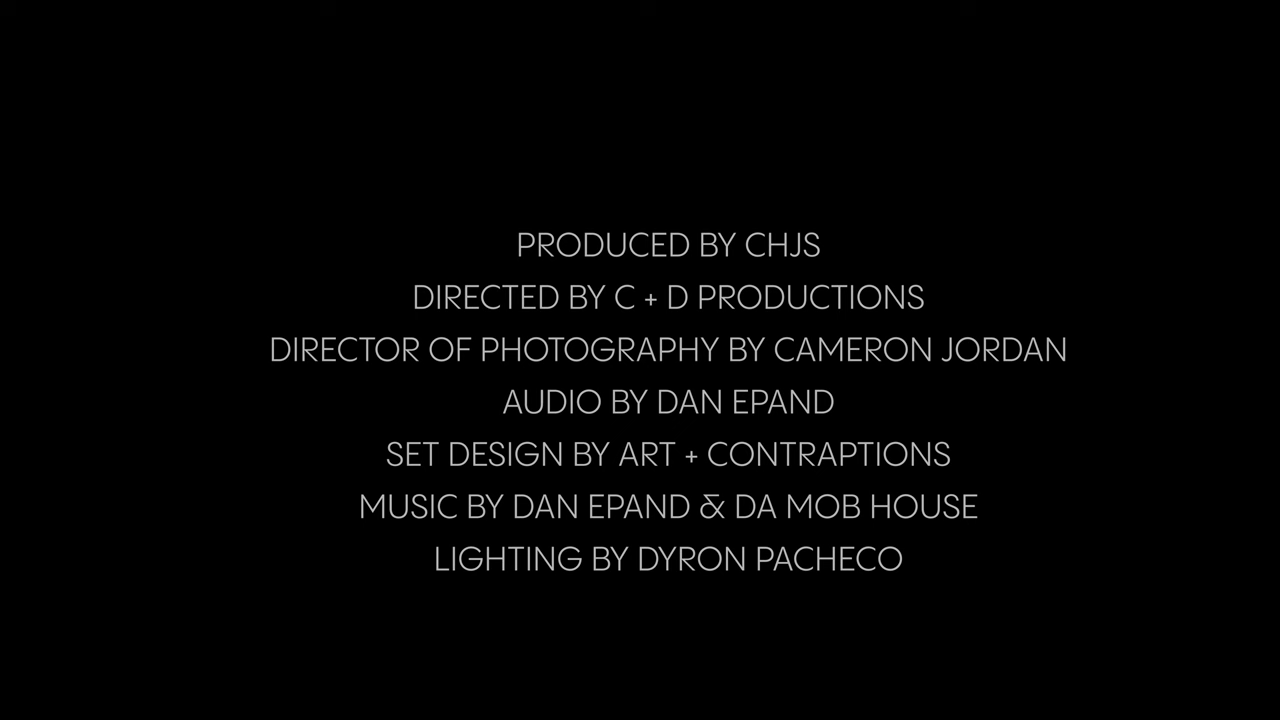 PRODUCED BY CHJS
DIRECTED BY C + D PRODUCTIONS
DIRECTOR OF PHOTOGRAPHY BY CAMERON JORDAN
AUDIO BY DAN EPAND
SET DESIGN BY ART + CONTRAPTIONS
MUSIC BY DAN EPAND & DA MOB HOUSE
LIGHTING BY DYRON PACHECO